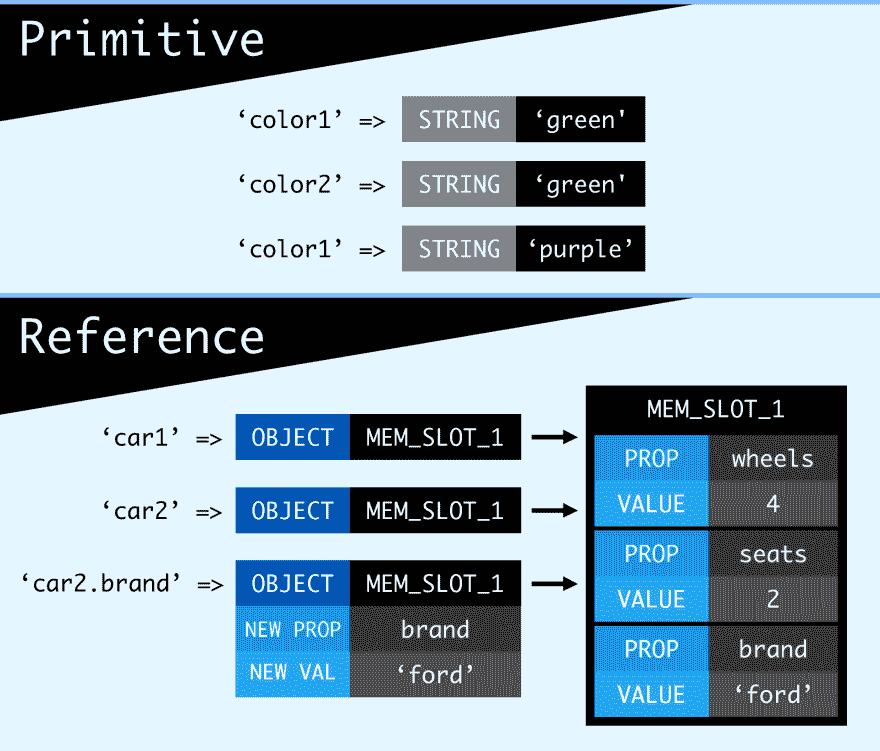 Primitive
‘color1’ => STRING ‘green'
‘color2’ => STRING ‘green'
‘color1’ => STRING ‘purple’
Reference
‘car1’ => OBJECT MEM_SLOT_1
‘car2’ => OBJECT MEM_SLOT_1
‘car2.brand’ => OBJECT MEM_SLOT_1
NEW PROP brand
NEW VAL ‘ford’
MEM_SLOT_1
PROP wheels
VALUE 4
PROP seats
VALUE 2
PROP brand
VALUE ‘ford’